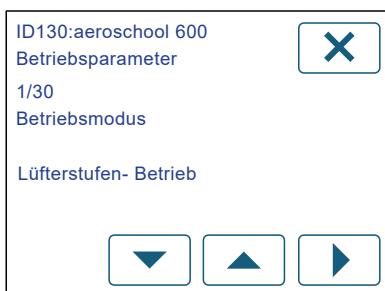 ID130:aeroschool 600
Betriebsparameter
1/30
Betriebsmodus
Lüfterstufen- Betrieb